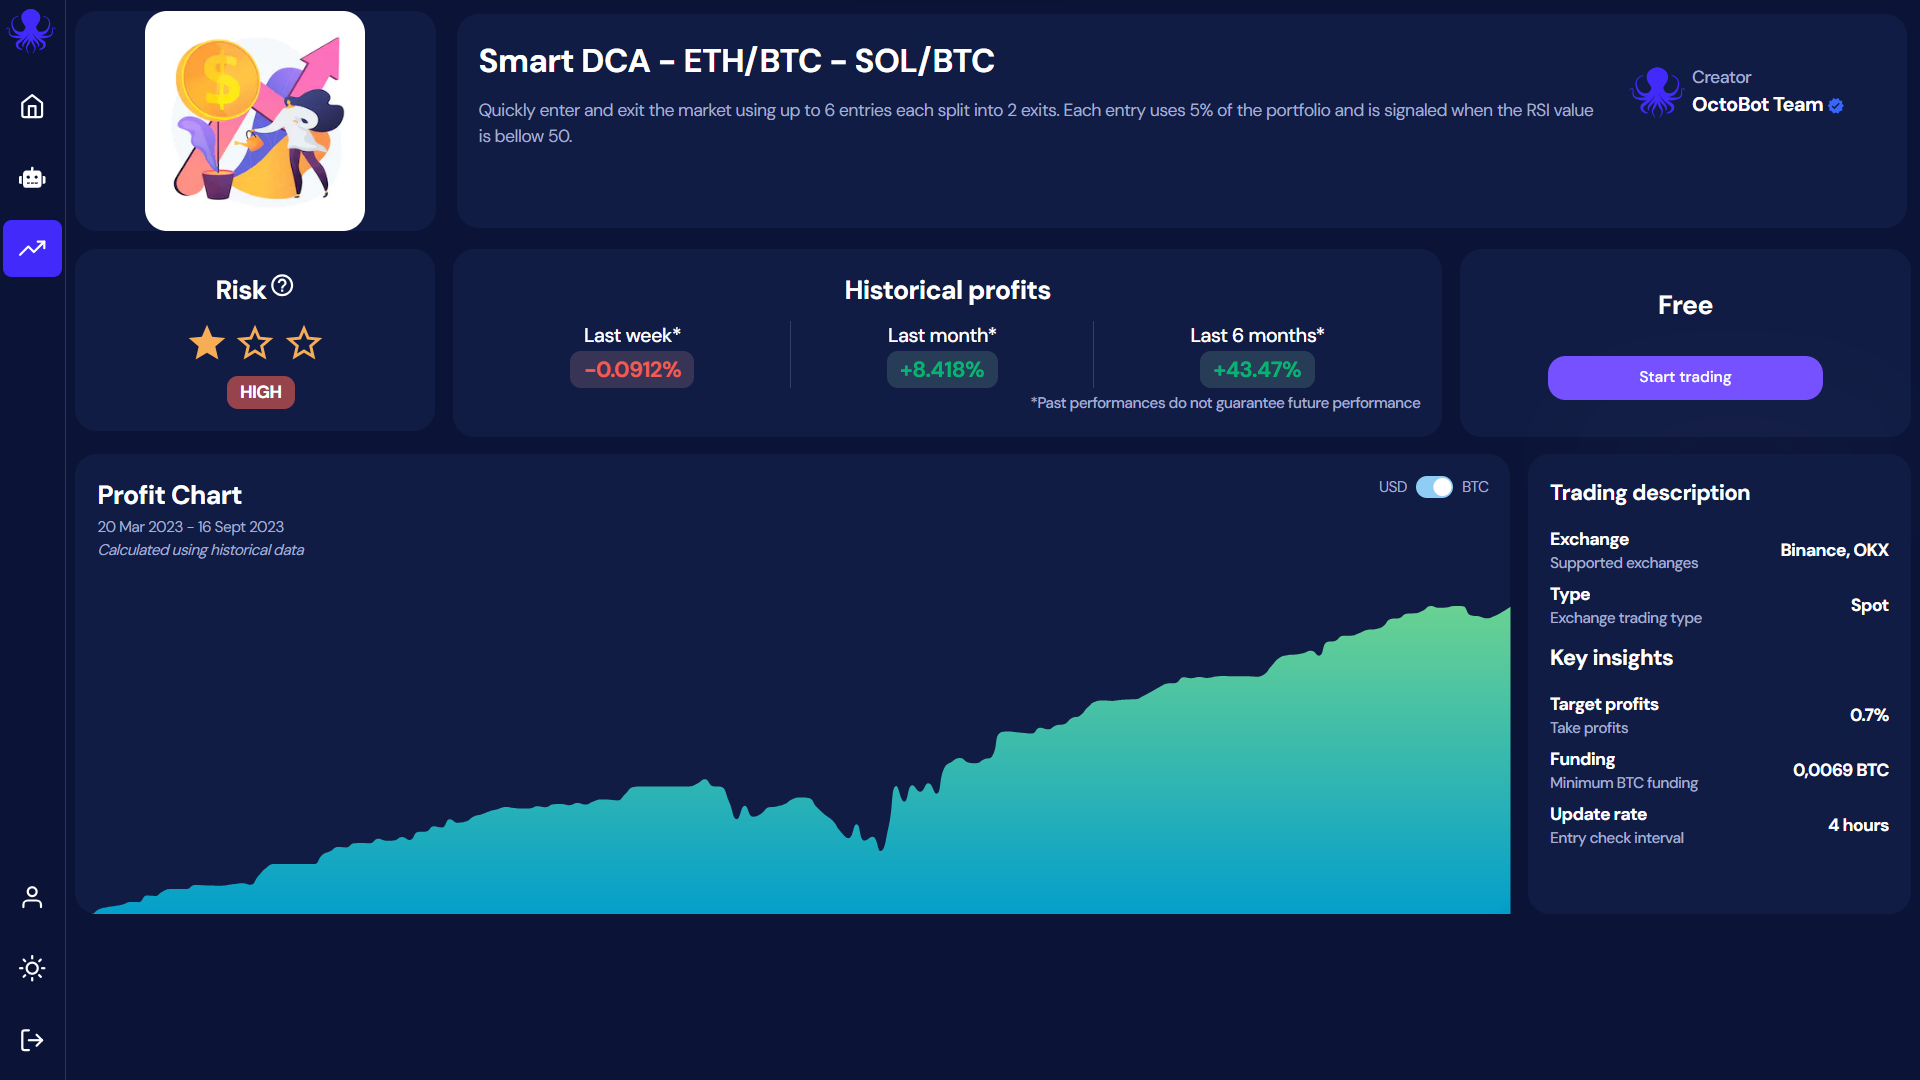 Smart DCA - ETH/BTC - SOL/BTC
Quickly enter and exit the market using up to 6 entries each split into 2 exits. Each entry uses 5% of the portfolio and is signaled when the RSI value
is bellow 50.
Creator
OctoBot Team
Risk
HIGH
Historical profits
Last week*
-0.0912%
Last month*
+8.418%
Last 6 months*
+43.47%
*Past performances do not guarantee future performance
Free
Start trading
Profit Chart
20 Mar 2023 - 16 Sept 2023
Calculated using historical data
USD BTC
Trading description
Exchange
Supported exchanges
Binance, OKX
Type
Exchange trading type
Spot
Key insights
Target profits
Take profits
0.7%
Funding
Minimum BTC funding
0,0069 BTC
Update rate
Entry check interval
4 hours